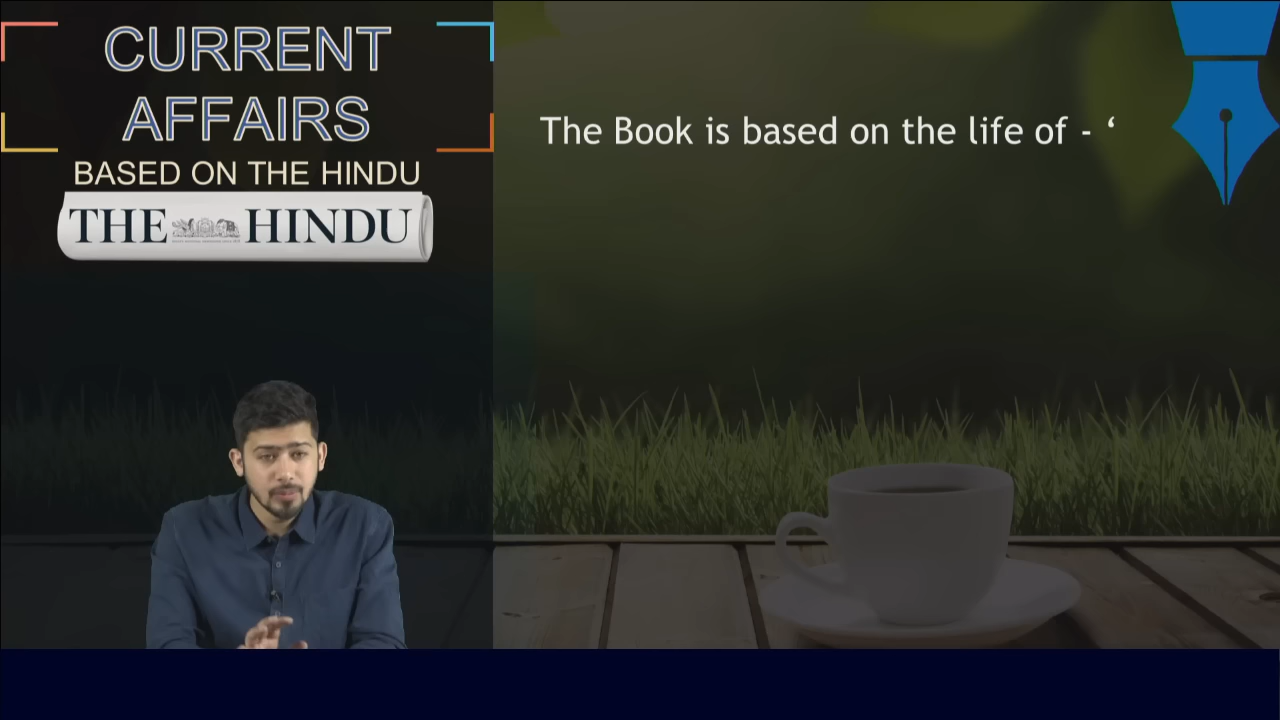 CURRENT
AFFAIRS
BASED ON THE HINDU
THE HINDU
The Book is based on the life of - ‘